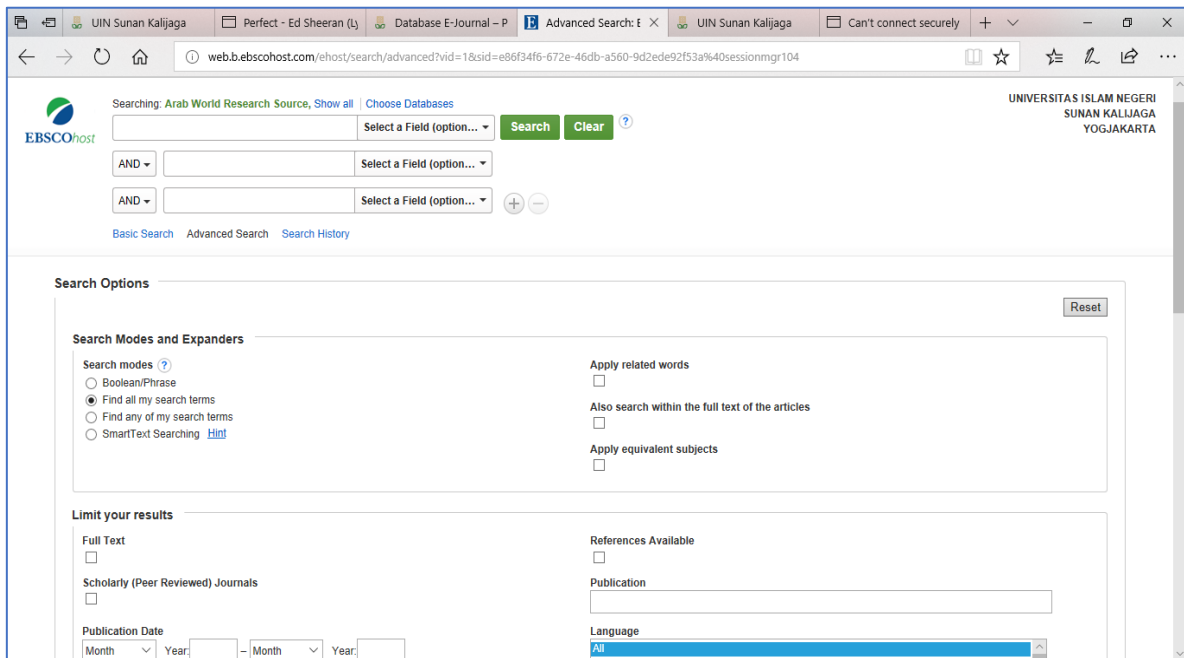 UIN Sunan Kalijaga
Perfect - Ed Sheeran (Ly
Database E-Journal – P
Advanced Search: E
UIN Sunan Kalijaga
Can't connect securely
web.b.ebscohost.com/ehost/search/advanced?vid=1&sid=e86f34f6-672e-46db-a560-9d2ede92f53a%40sessionmgr104
EBSCOhost
Searching: Arab World Research Source, Show all | Choose Databases
UNIVERSITAS ISLAM NEGERI
SUNAN KALIJAGA
YOGJAKARTA
Select a Field (option... Search Clear ?
AND Select a Field (option...
AND Select a Field (option...
Basic Search Advanced Search Search History
Search Options
Reset
Search Modes and Expanders
Search modes ?
Boolean/Phrase
Find all my search terms
Find any of my search terms
SmartText Searching Hint
Apply related words
Also search within the full text of the articles
Apply equivalent subjects
Limit your results
Full Text
References Available
Scholarly (Peer Reviewed) Journals
Publication
Publication Date
Month Year: – Month Year:
Language
All